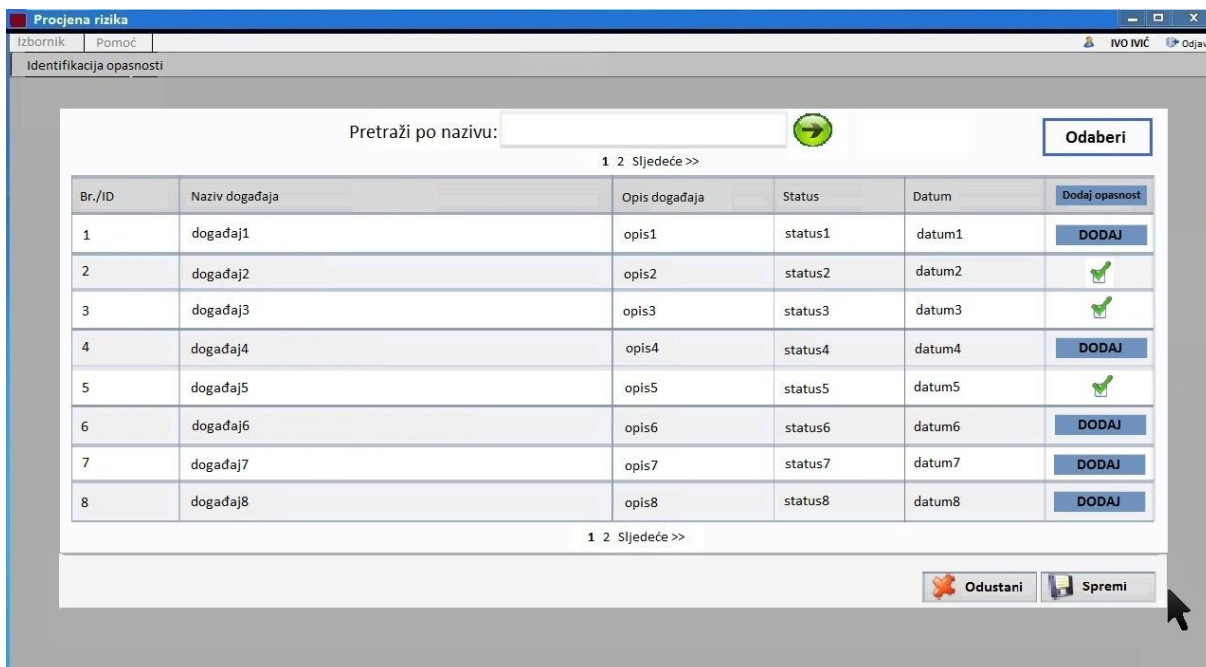 Procjena rizika
Izbornik Pomoć IVO IVIĆ Odjav
Identifikacija opasnosti
Pretraži po nazivu: Odaberi
1 2 Sljedeće >>
Br./ID Naziv događaja Opis događaja Status Datum Dodaj opasnost
1 događaj1 opis1 status1 datum1 DODAJ
2 događaj2 opis2 status2 datum2
3 događaj3 opis3 status3 datum3
4 događaj4 opis4 status4 datum4 DODAJ
5 događaj5 opis5 status5 datum5
6 događaj6 opis6 status6 datum6 DODAJ
7 događaj7 opis7 status7 datum7 DODAJ
8 događaj8 opis8 status8 datum8 DODAJ
1 2 Sljedeće >>
Odustani Spremi